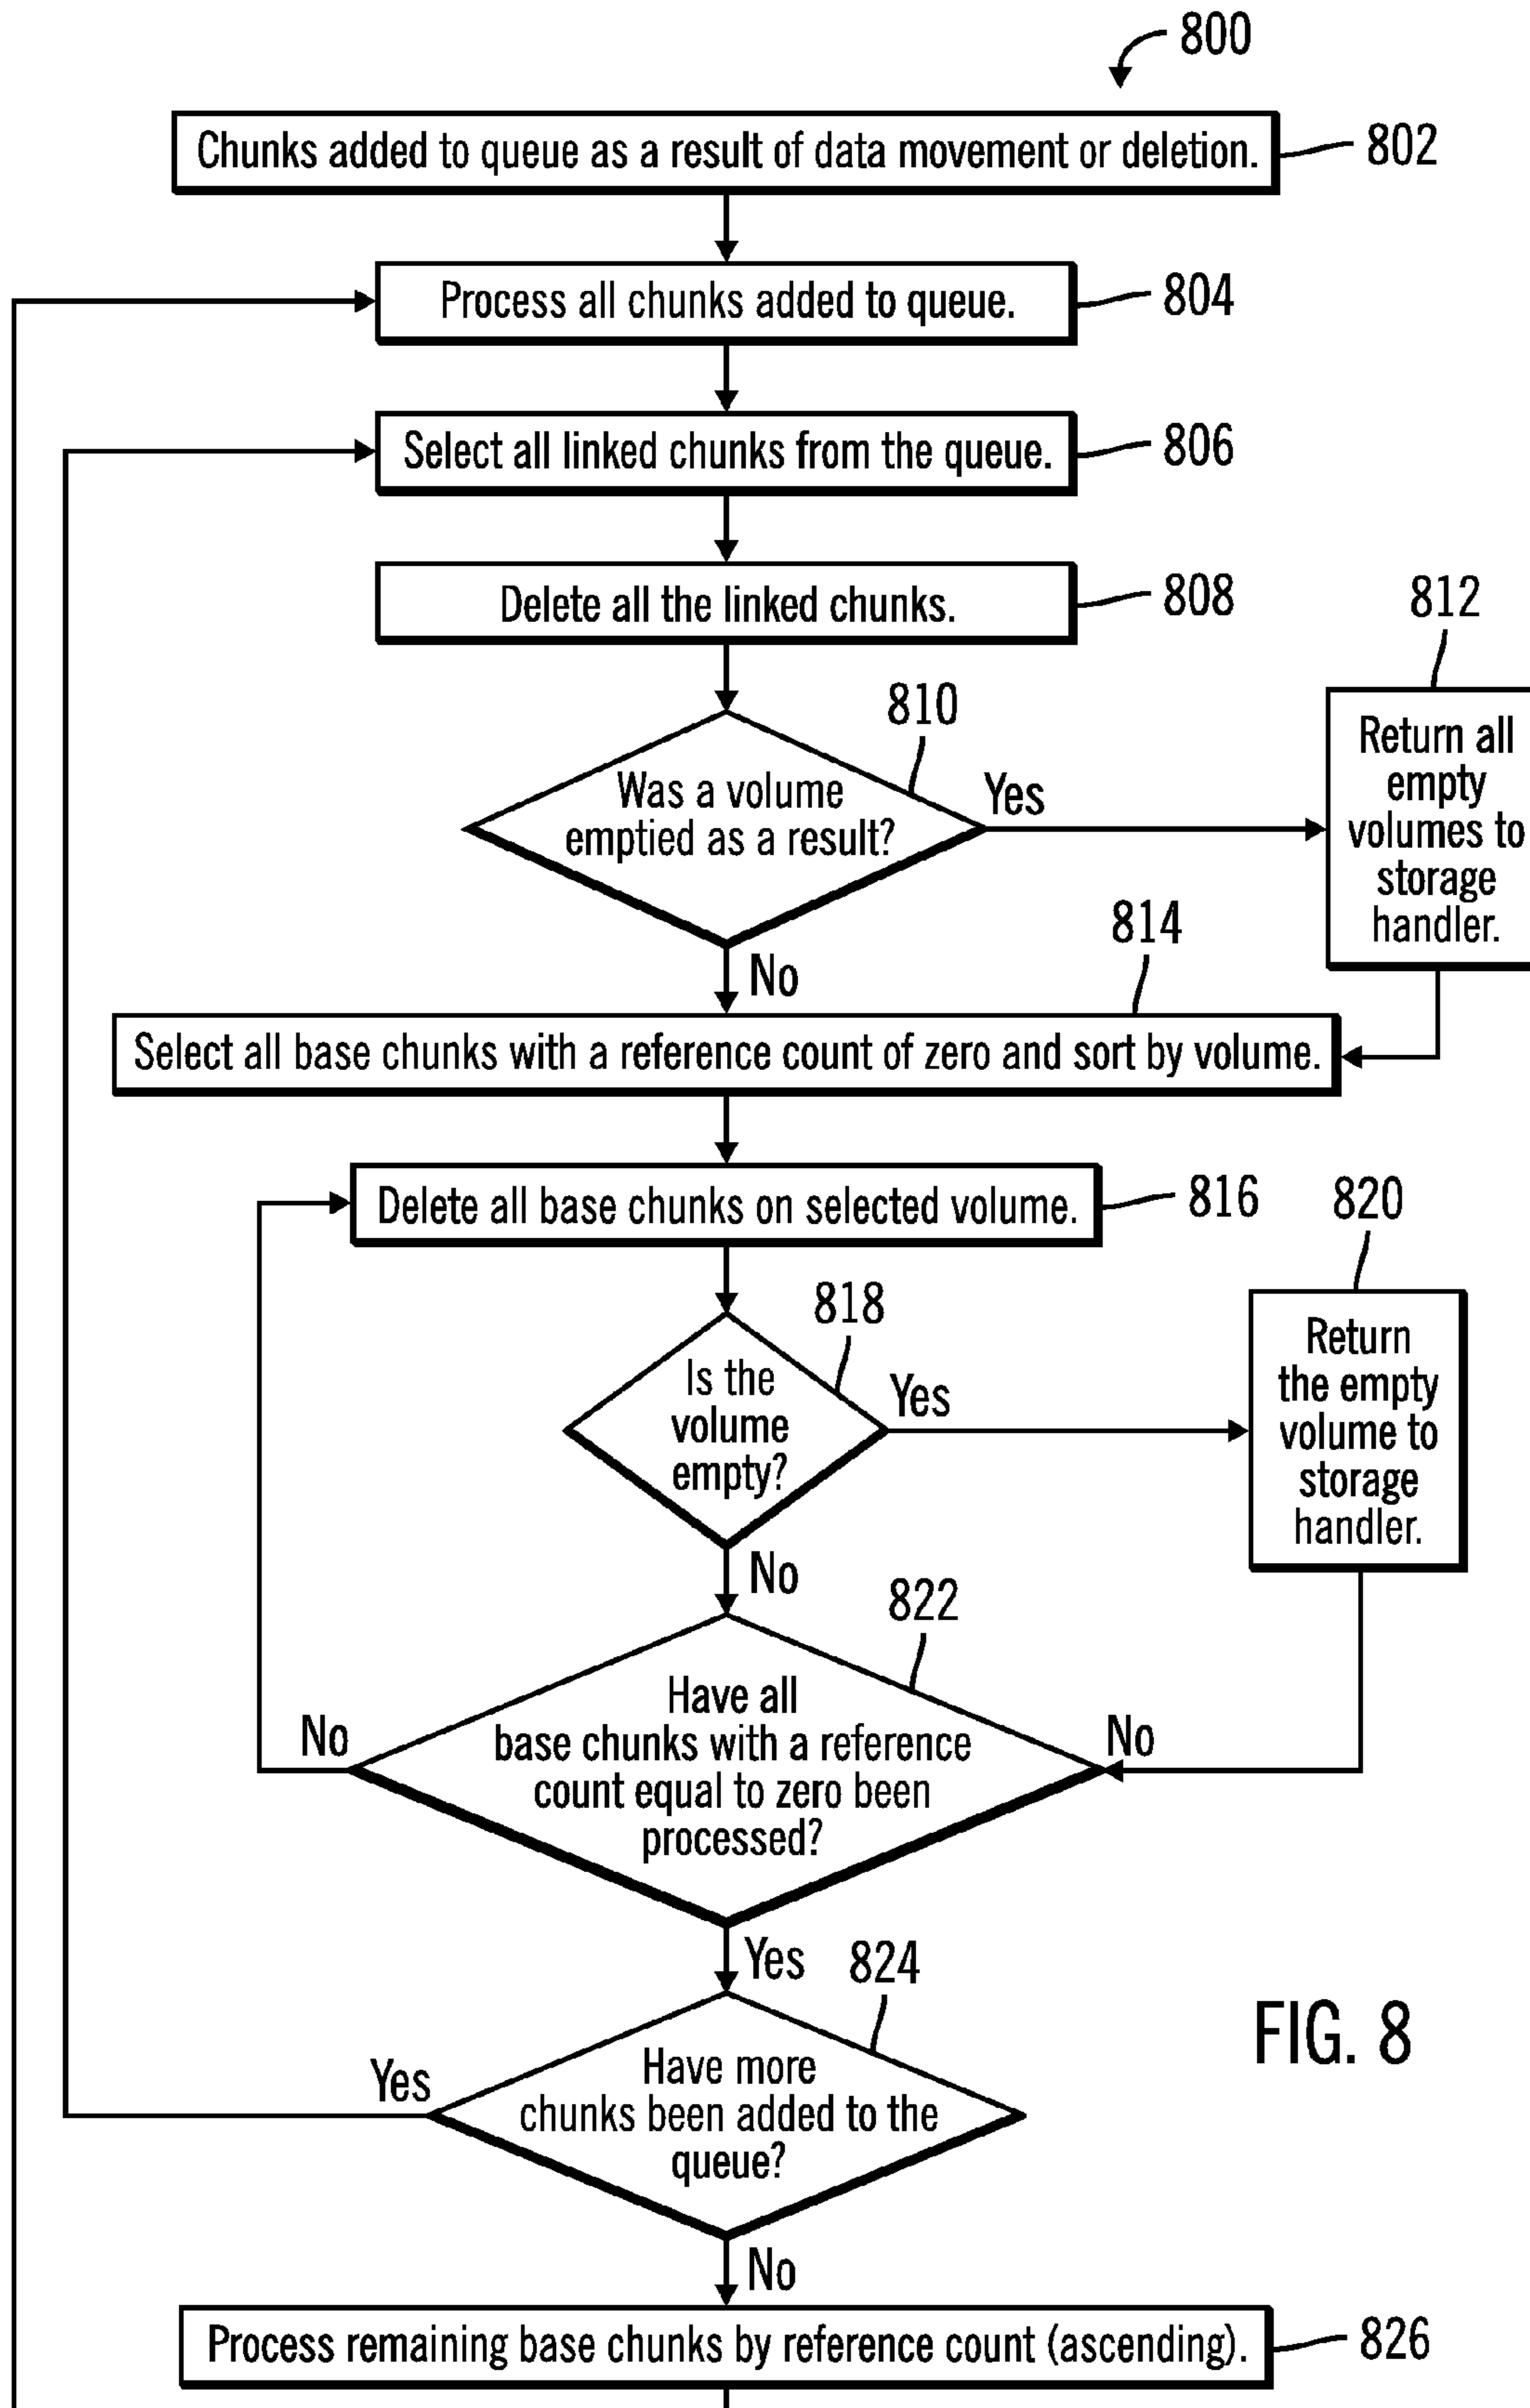 800
Chunks added to queue as a result of data movement or deletion.
802
Process all chunks added to queue.
804
Select all linked chunks from the queue.
806
Delete all the linked chunks.
808
810
Was a volume
emptied as a result?
Yes
No
812
Return all
empty
volumes to
storage
handler.
814
Select all base chunks with a reference count of zero and sort by volume.
Delete all base chunks on selected volume.
816
818
Is the
volume
empty?
Yes
No
820
Return
the empty
volume to
storage
handler.
822
Have all
base chunks with a reference
count equal to zero been
processed?
No
No
Yes
824
Have more
chunks been added to the
queue?
Yes
No
FIG. 8
Process remaining base chunks by reference count (ascending).
826